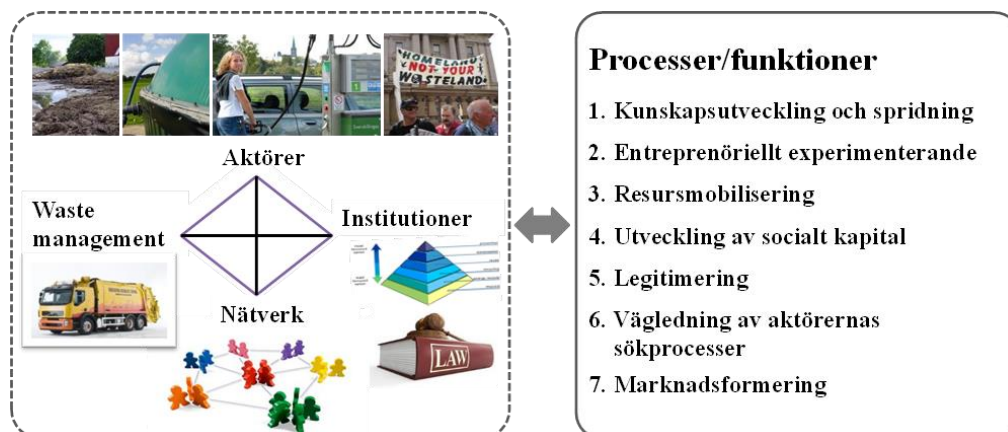 HOMELAND
NOT YOUR
WASTELAND
Aktörer
Waste
management
Institutioner
Nätverk
LAW
Processer/funktioner
1. Kunskapsutveckling och spridning
2. Entreprenöriellt experimenterande
3. Resursmobilisering
4. Utveckling av socialt kapital
5. Legitimering
6. Vägledning av aktörernas
sökprocesser
7. Marknadsformering